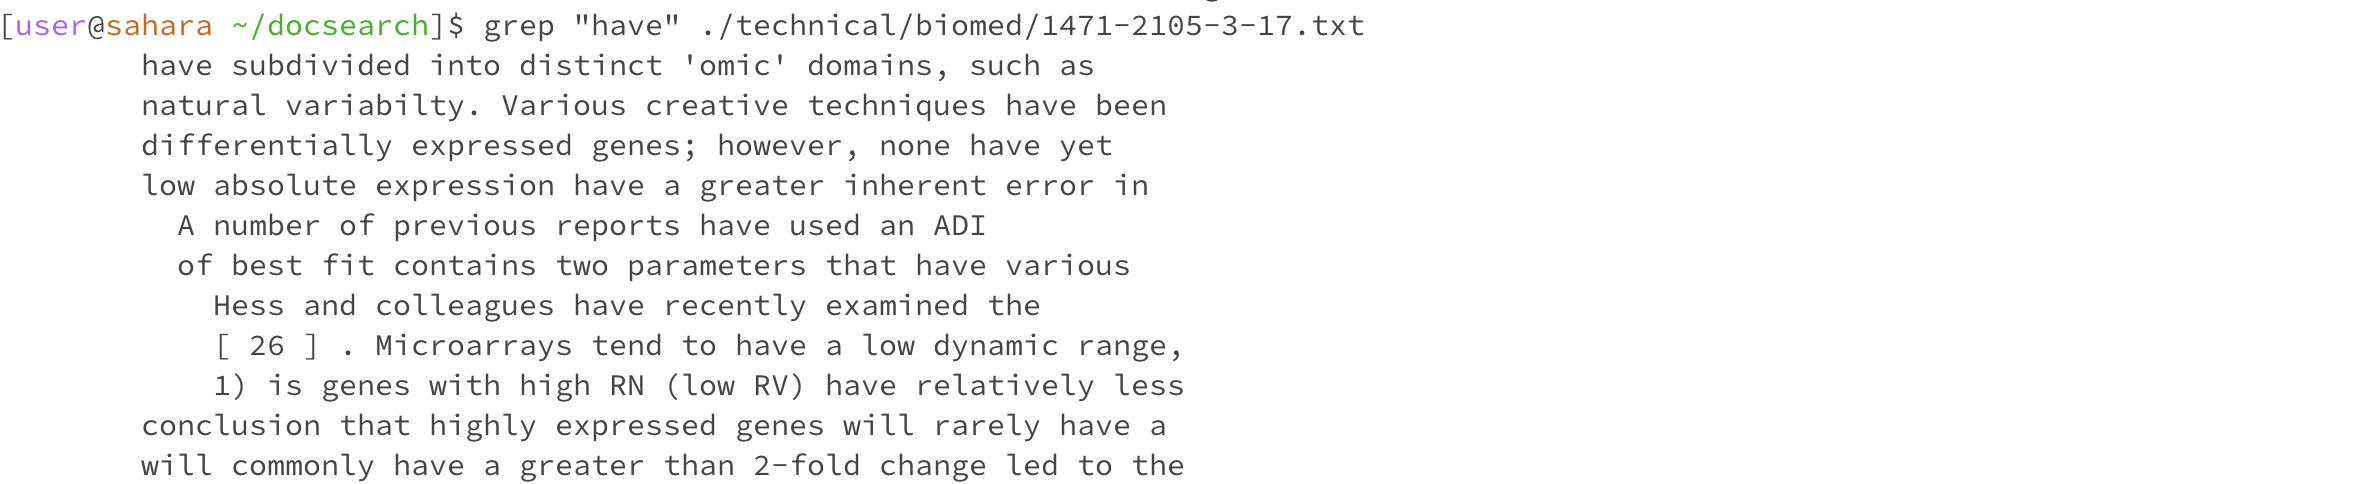 [user@sahara ~/docsearch]$ grep "have" ./technical/biomed/1471-2105-3-17.txt
have subdivided into distinct 'omic' domains, such as
natural variabilty. Various creative techniques have been
differentially expressed genes; however, none have yet
low absolute expression have a greater inherent error in
A number of previous reports have used an ADI
of best fit contains two parameters that have various
Hess and colleagues have recently examined the
[ 26 ] . Microarrays tend to have a low dynamic range,
1) is genes with high RN (low RV) have relatively less
conclusion that highly expressed genes will rarely have a
will commonly have a greater than 2-fold change led to the